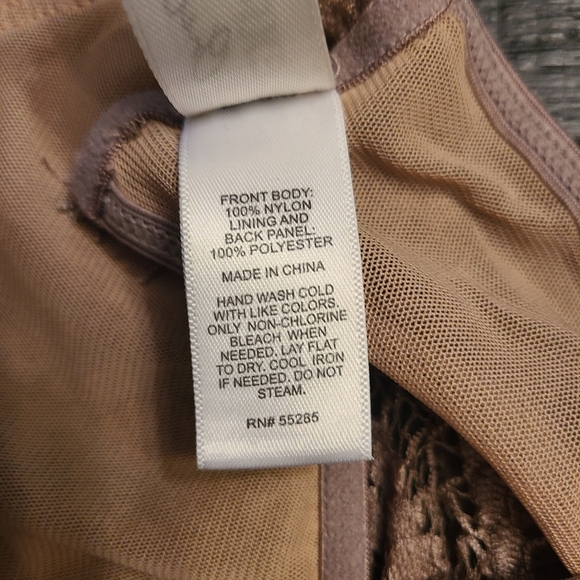 FRONT BODY:
100% NYLON
LINING AND
BACK PANEL:
100% POLYESTER
MADE IN CHINA
HAND WASH COLD
WITH LIKE COLORS.
ONLY NON-CHLORINE
BLEACH WHEN
NEEDED. LAY FLAT
TO DRY. COOL IRON
IF NEEDED. DO NOT
STEAM.
RN# 55285